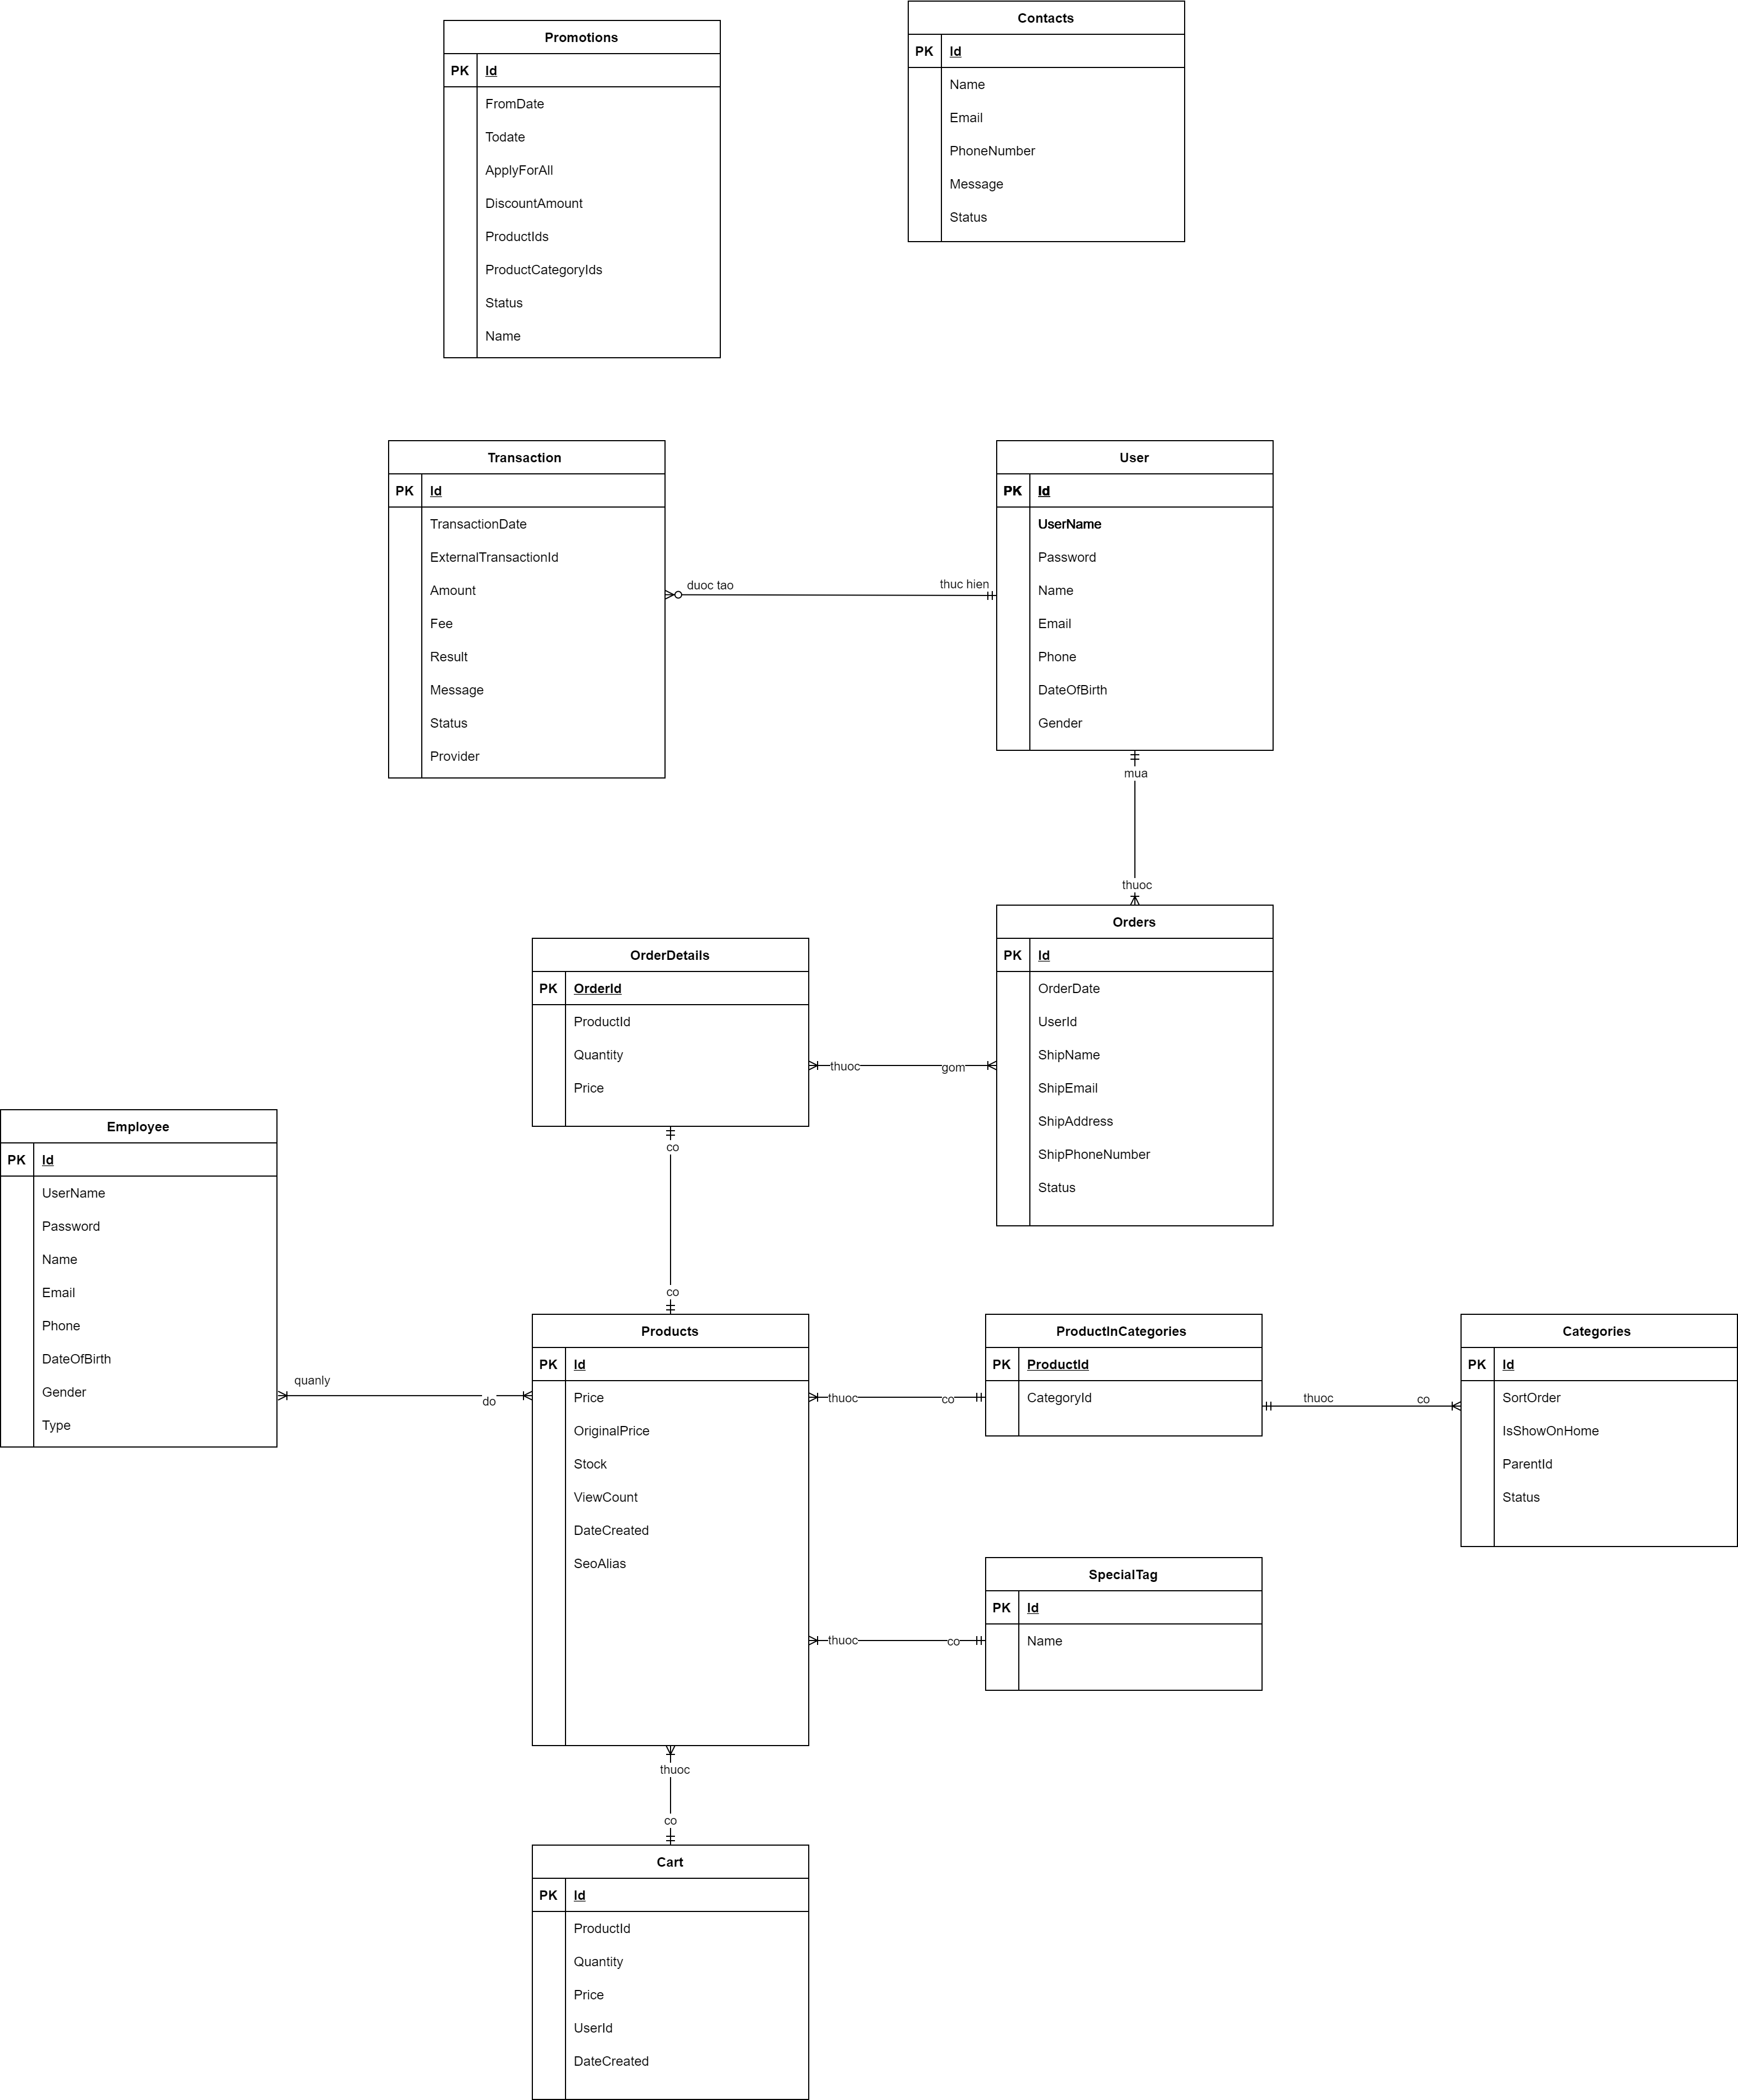 Contacts
PK Id
Name
Email
PhoneNumber
Message
Status
Promotions
PK Id
FromDate
Todate
ApplyForAll
DiscountAmount
ProductIds
ProductCategoryIds
Status
Name
Transaction
PK Id
TransactionDate
ExternalTransactionId
Amount
Fee
Result
Message
Status
Provider
duoc tao
thuc hien
User
PK Id
UserName
Password
Name
Email
Phone
DateOfBirth
Gender
mua
thuoc
Orders
PK Id
OrderDate
UserId
ShipName
ShipEmail
ShipAddress
ShipPhoneNumber
Status
OrderDetails
PK OrderId
ProductId
Quantity
Price
thuoc
gom
co
co
Employee
PK Id
UserName
Password
Name
Email
Phone
DateOfBirth
Gender
Type
quanly
do
Products
PK Id
Price
OriginalPrice
Stock
ViewCount
DateCreated
SeoAlias
thuoc
co
ProductInCategories
PK ProductId
CategoryId
thuoc
co
Categories
PK Id
SortOrder
IsShowOnHome
ParentId
Status
thuoc
co
SpecialTag
PK Id
Name
thuoc
co
Cart
PK Id
ProductId
Quantity
Price
UserId
DateCreated